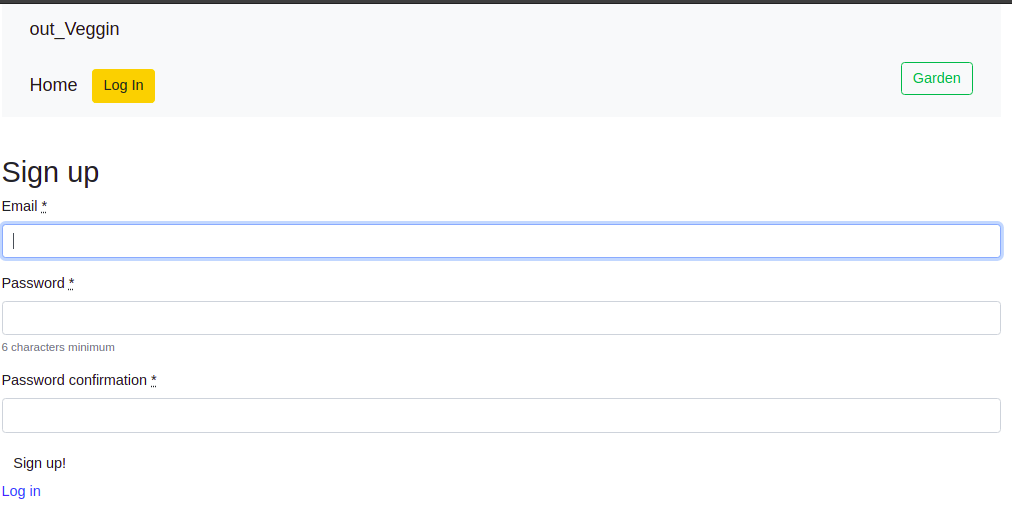 out_Veggin
Home Log In Garden
Sign up
Email *
Password *
6 characters minimum
Password confirmation *
Sign up!
Log in